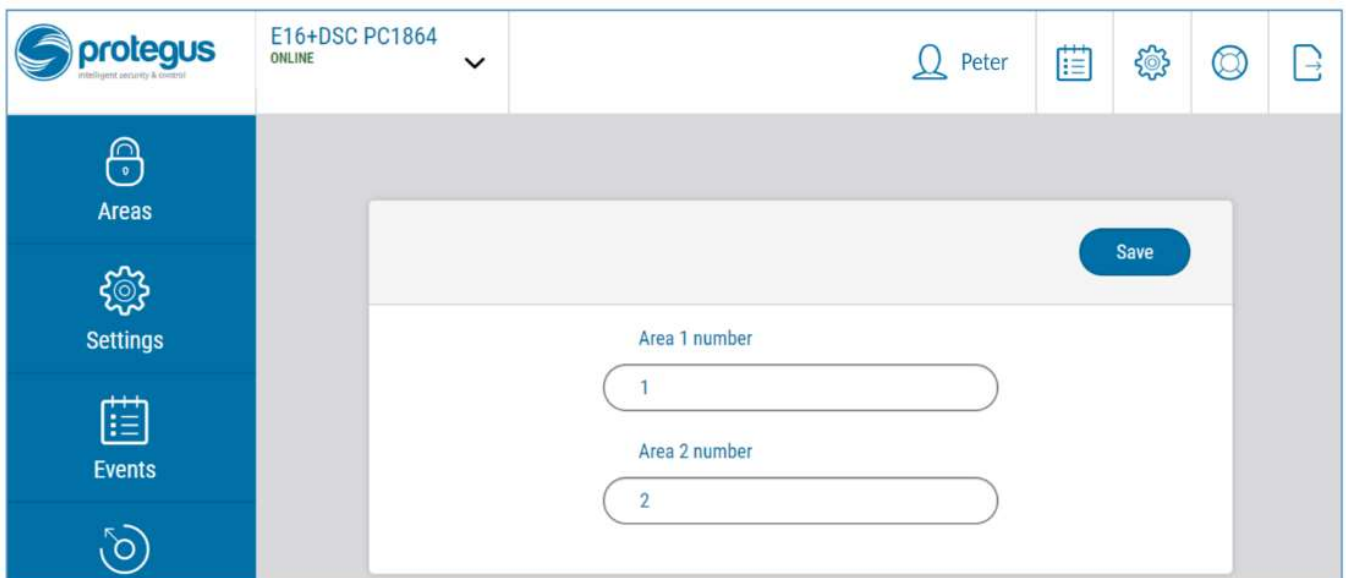 protegus
intelligent security & control
E16+DSC PC1864
ONLINE
Peter
Areas
Settings
Events
Save
Area 1 number
1
Area 2 number
2